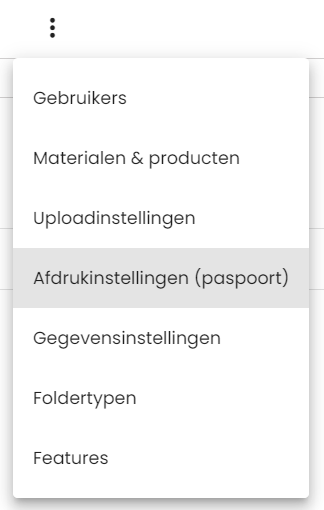 Gebruikers
Materialen & producten
Uploadinstellingen
Afdrukinstellingen (paspoort)
Gegevensinstellingen
Foldertypen
Features